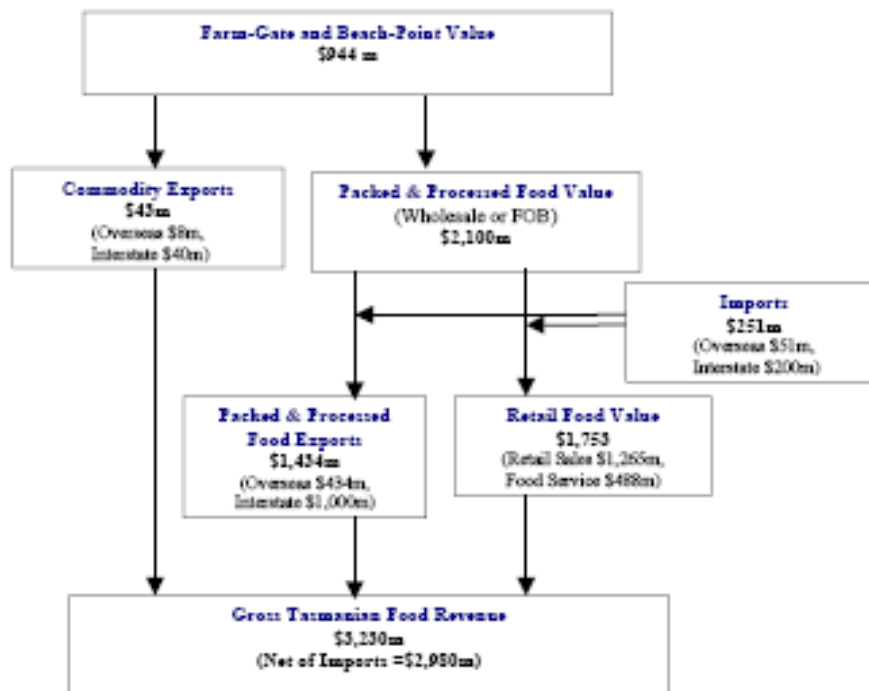 Farm-Gate and Beach-Point Value
$944 m
Commodity Exports
$43m
(Overseas $8m,
Interstate $40m)
Packed & Processed Food Value
(Wholesale or FOB)
$2,100m
Imports
$251m
(Overseas $51m,
Interstate $200m)
Packed & Processed
Food Exports
$1,434m
(Overseas $434m,
Interstate $1,000m)
Retail Food Value
$1,753
(Retail Sales $1,265m,
Food Service $488m)
Gross Tasmanian Food Revenue
$3,230m
(Net of Imports =$2,980m)